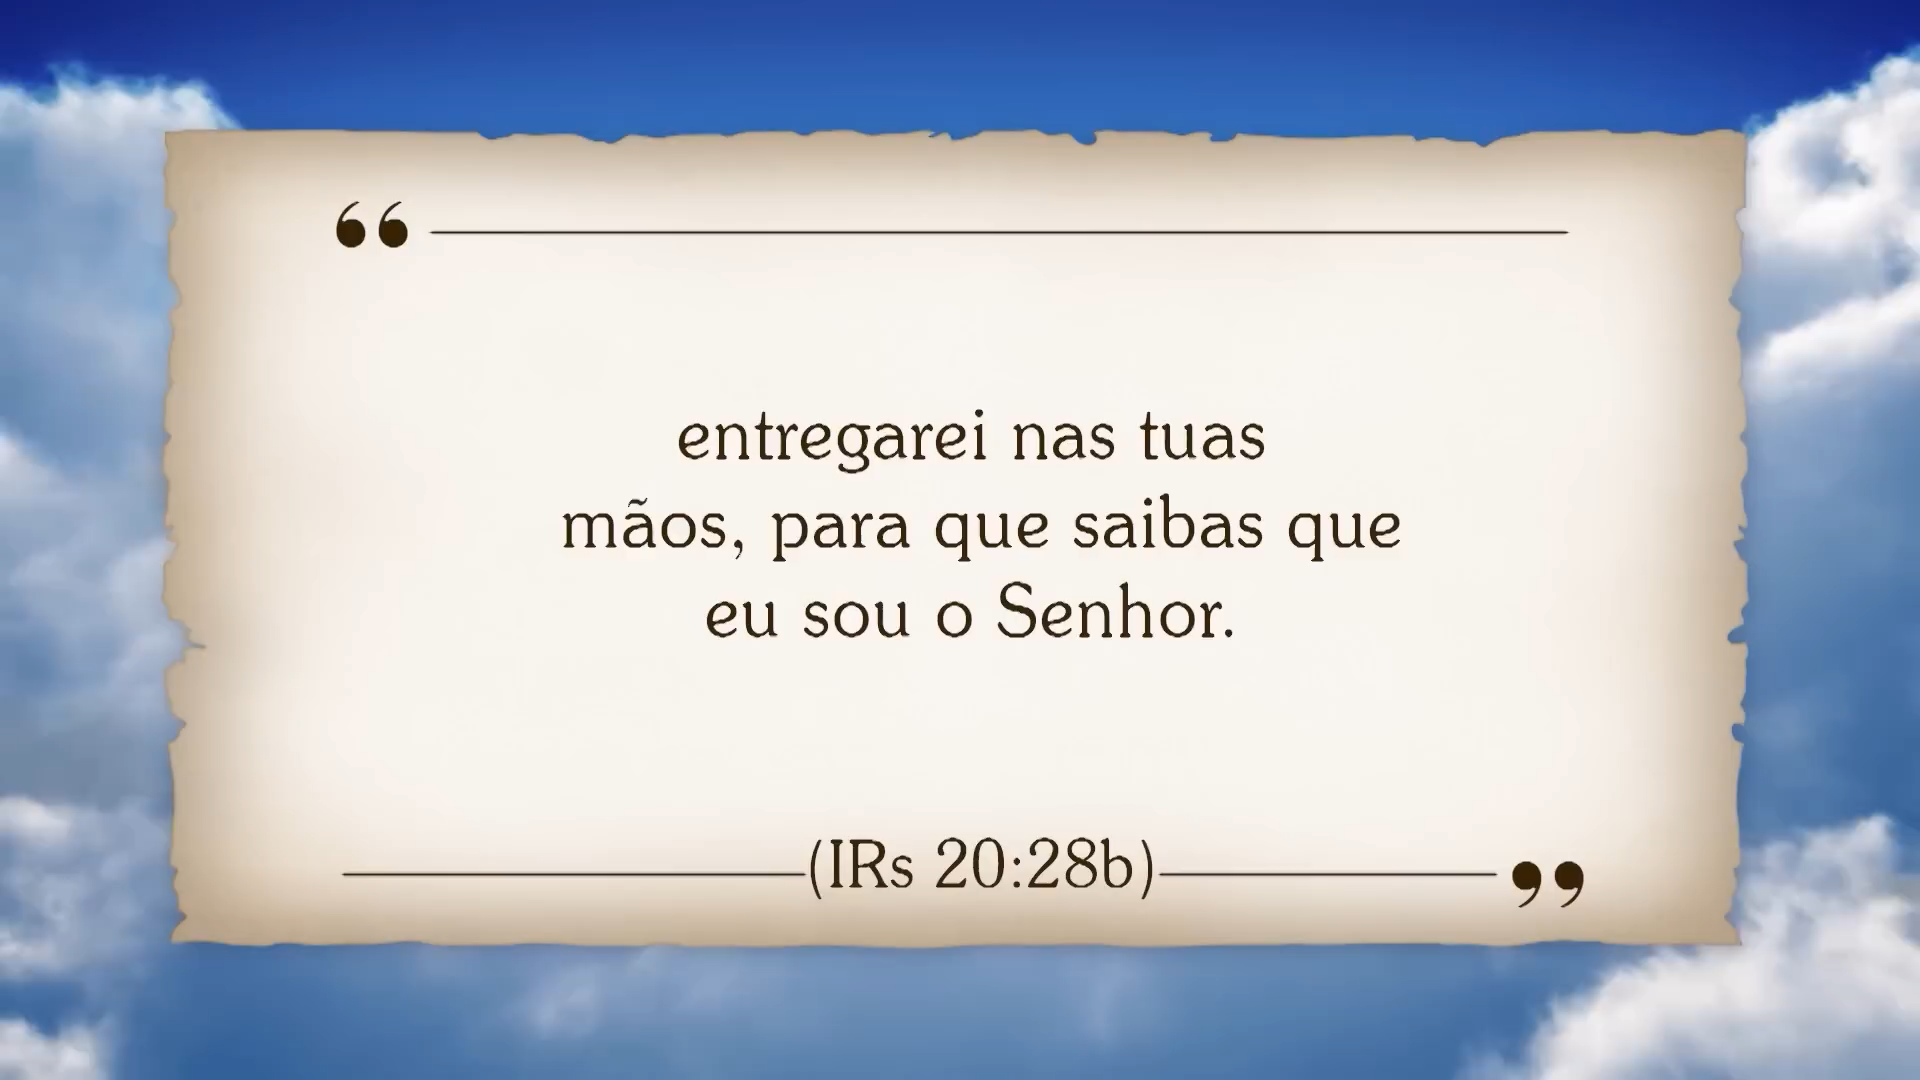 “
entregarei nas tuas
mãos, para que saibas que
eu sou o Senhor.
(IRs 20:28b)
”